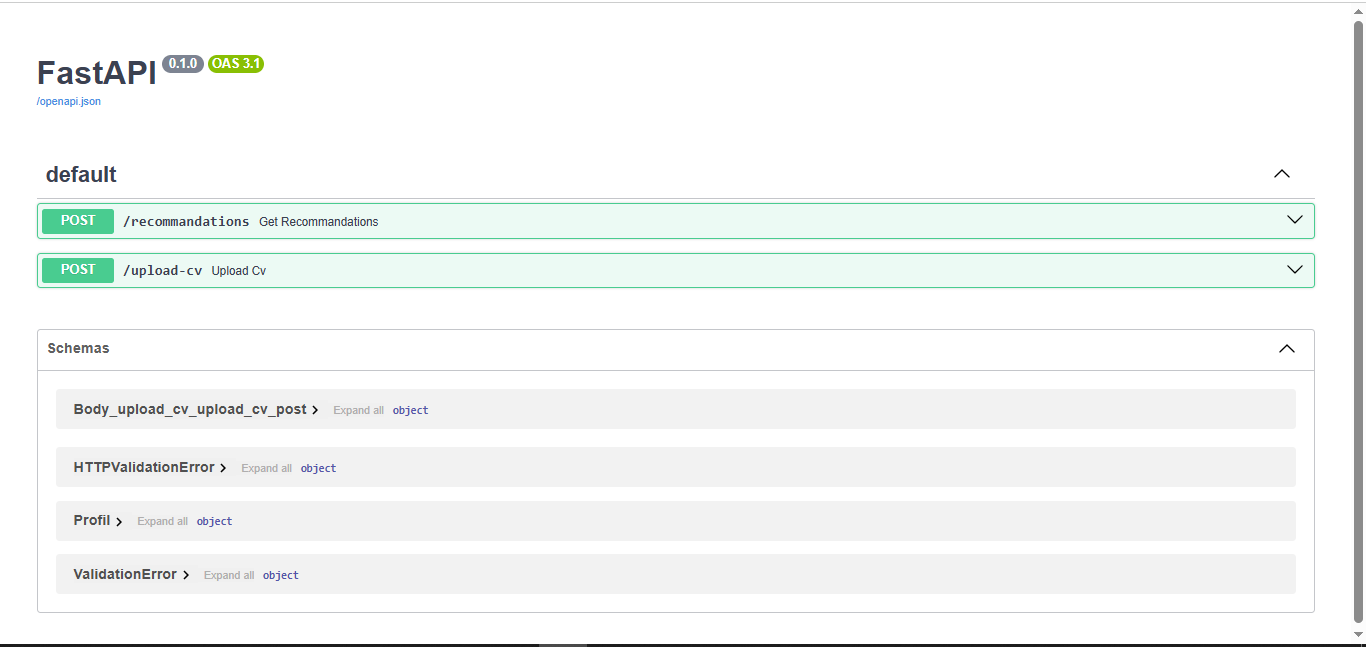 FastAPI 0.1.0 OAS 3.1
/openapi.json
default
POST /recommandations Get Recommandations
POST /upload-cv Upload Cv
Schemas
Body_upload_cv_upload_cv_post Expand all object
HTTPValidationError Expand all object
Profil Expand all object
ValidationError Expand all object